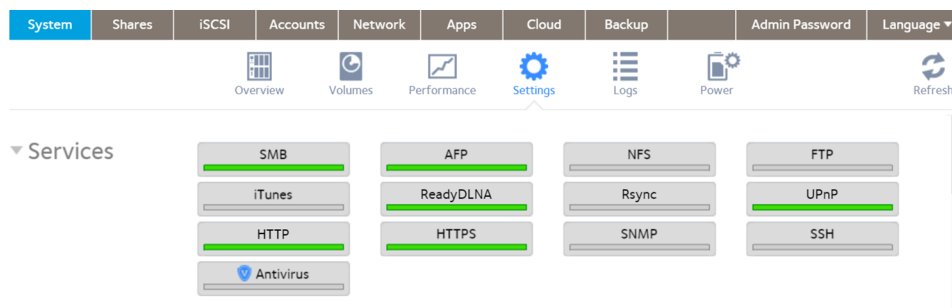 System Shares iSCSI Accounts Network Apps Cloud Backup Admin Password Language
Overview Volumes Performance Settings Logs Power Refresh
Services
SMB AFP NFS FTP
iTunes ReadyDLNA Rsync UPnP
HTTP HTTPS SNMP SSH
V Antivirus